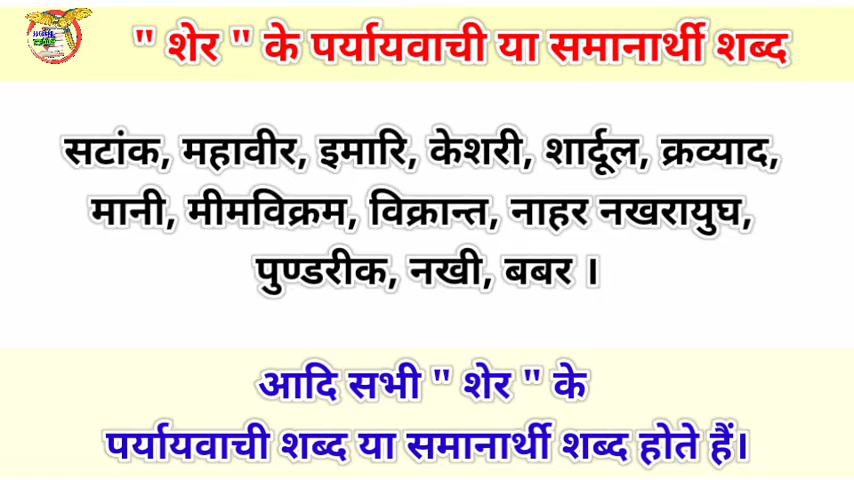 " शेर " के पर्यायवाची या समानार्थी शब्द
सटांक, महावीर, इमारि, केशरी, शार्दूल, क्रव्याद,
मानी, मीमविक्रम, विक्रान्त, नाहर नखरायुघ,
पुण्डरीक, नखी, बबर ।
आदि सभी " शेर " के
पर्यायवाची शब्द या समानार्थी शब्द होते हैं।